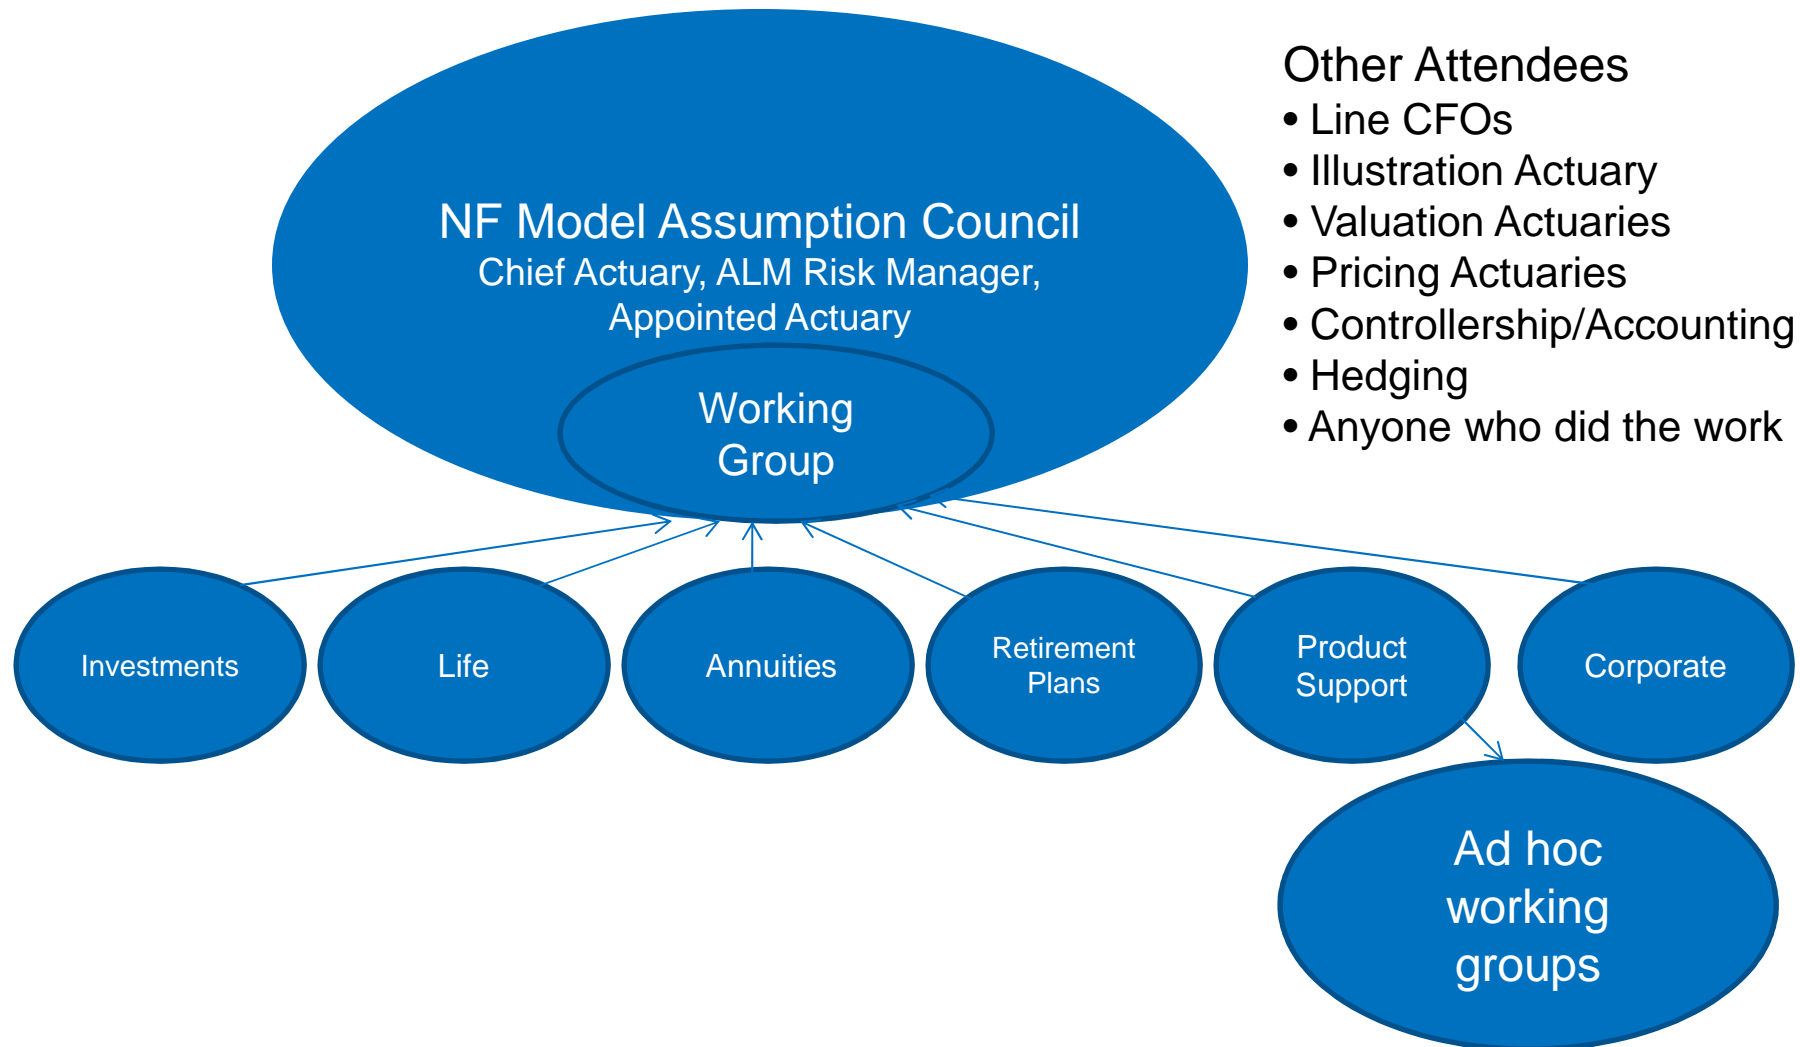 NF Model Assumption Council
Chief Actuary, ALM Risk Manager,
Appointed Actuary
Working
Group
Other Attendees
• Line CFOs
• Illustration Actuary
• Valuation Actuaries
• Pricing Actuaries
• Controllership/Accounting
• Hedging
• Anyone who did the work
Investments
Life
Annuities
Retirement
Plans
Product
Support
Corporate
Ad hoc
working
groups